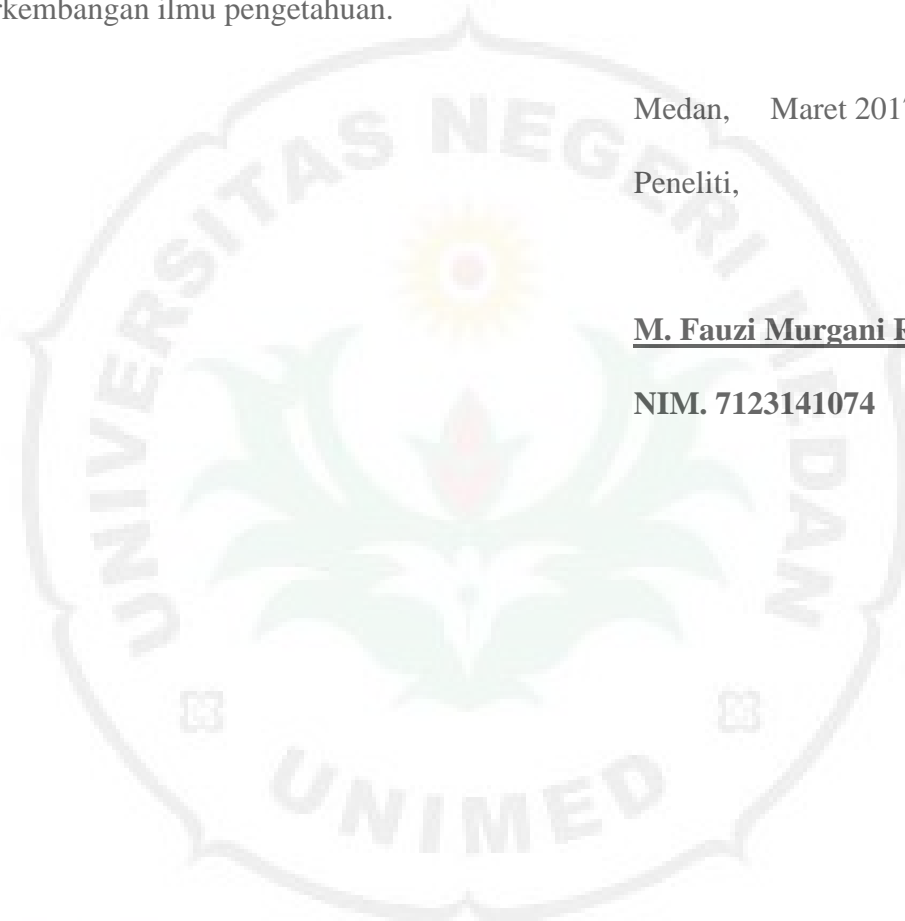 rkembangan ilmu pengetahuan.
Medan, Maret 201
Peneliti,
M. Fauzi Murgani
NIM. 7123141074
UNIVERSITAS NEGERI MEDAN
UNIMED